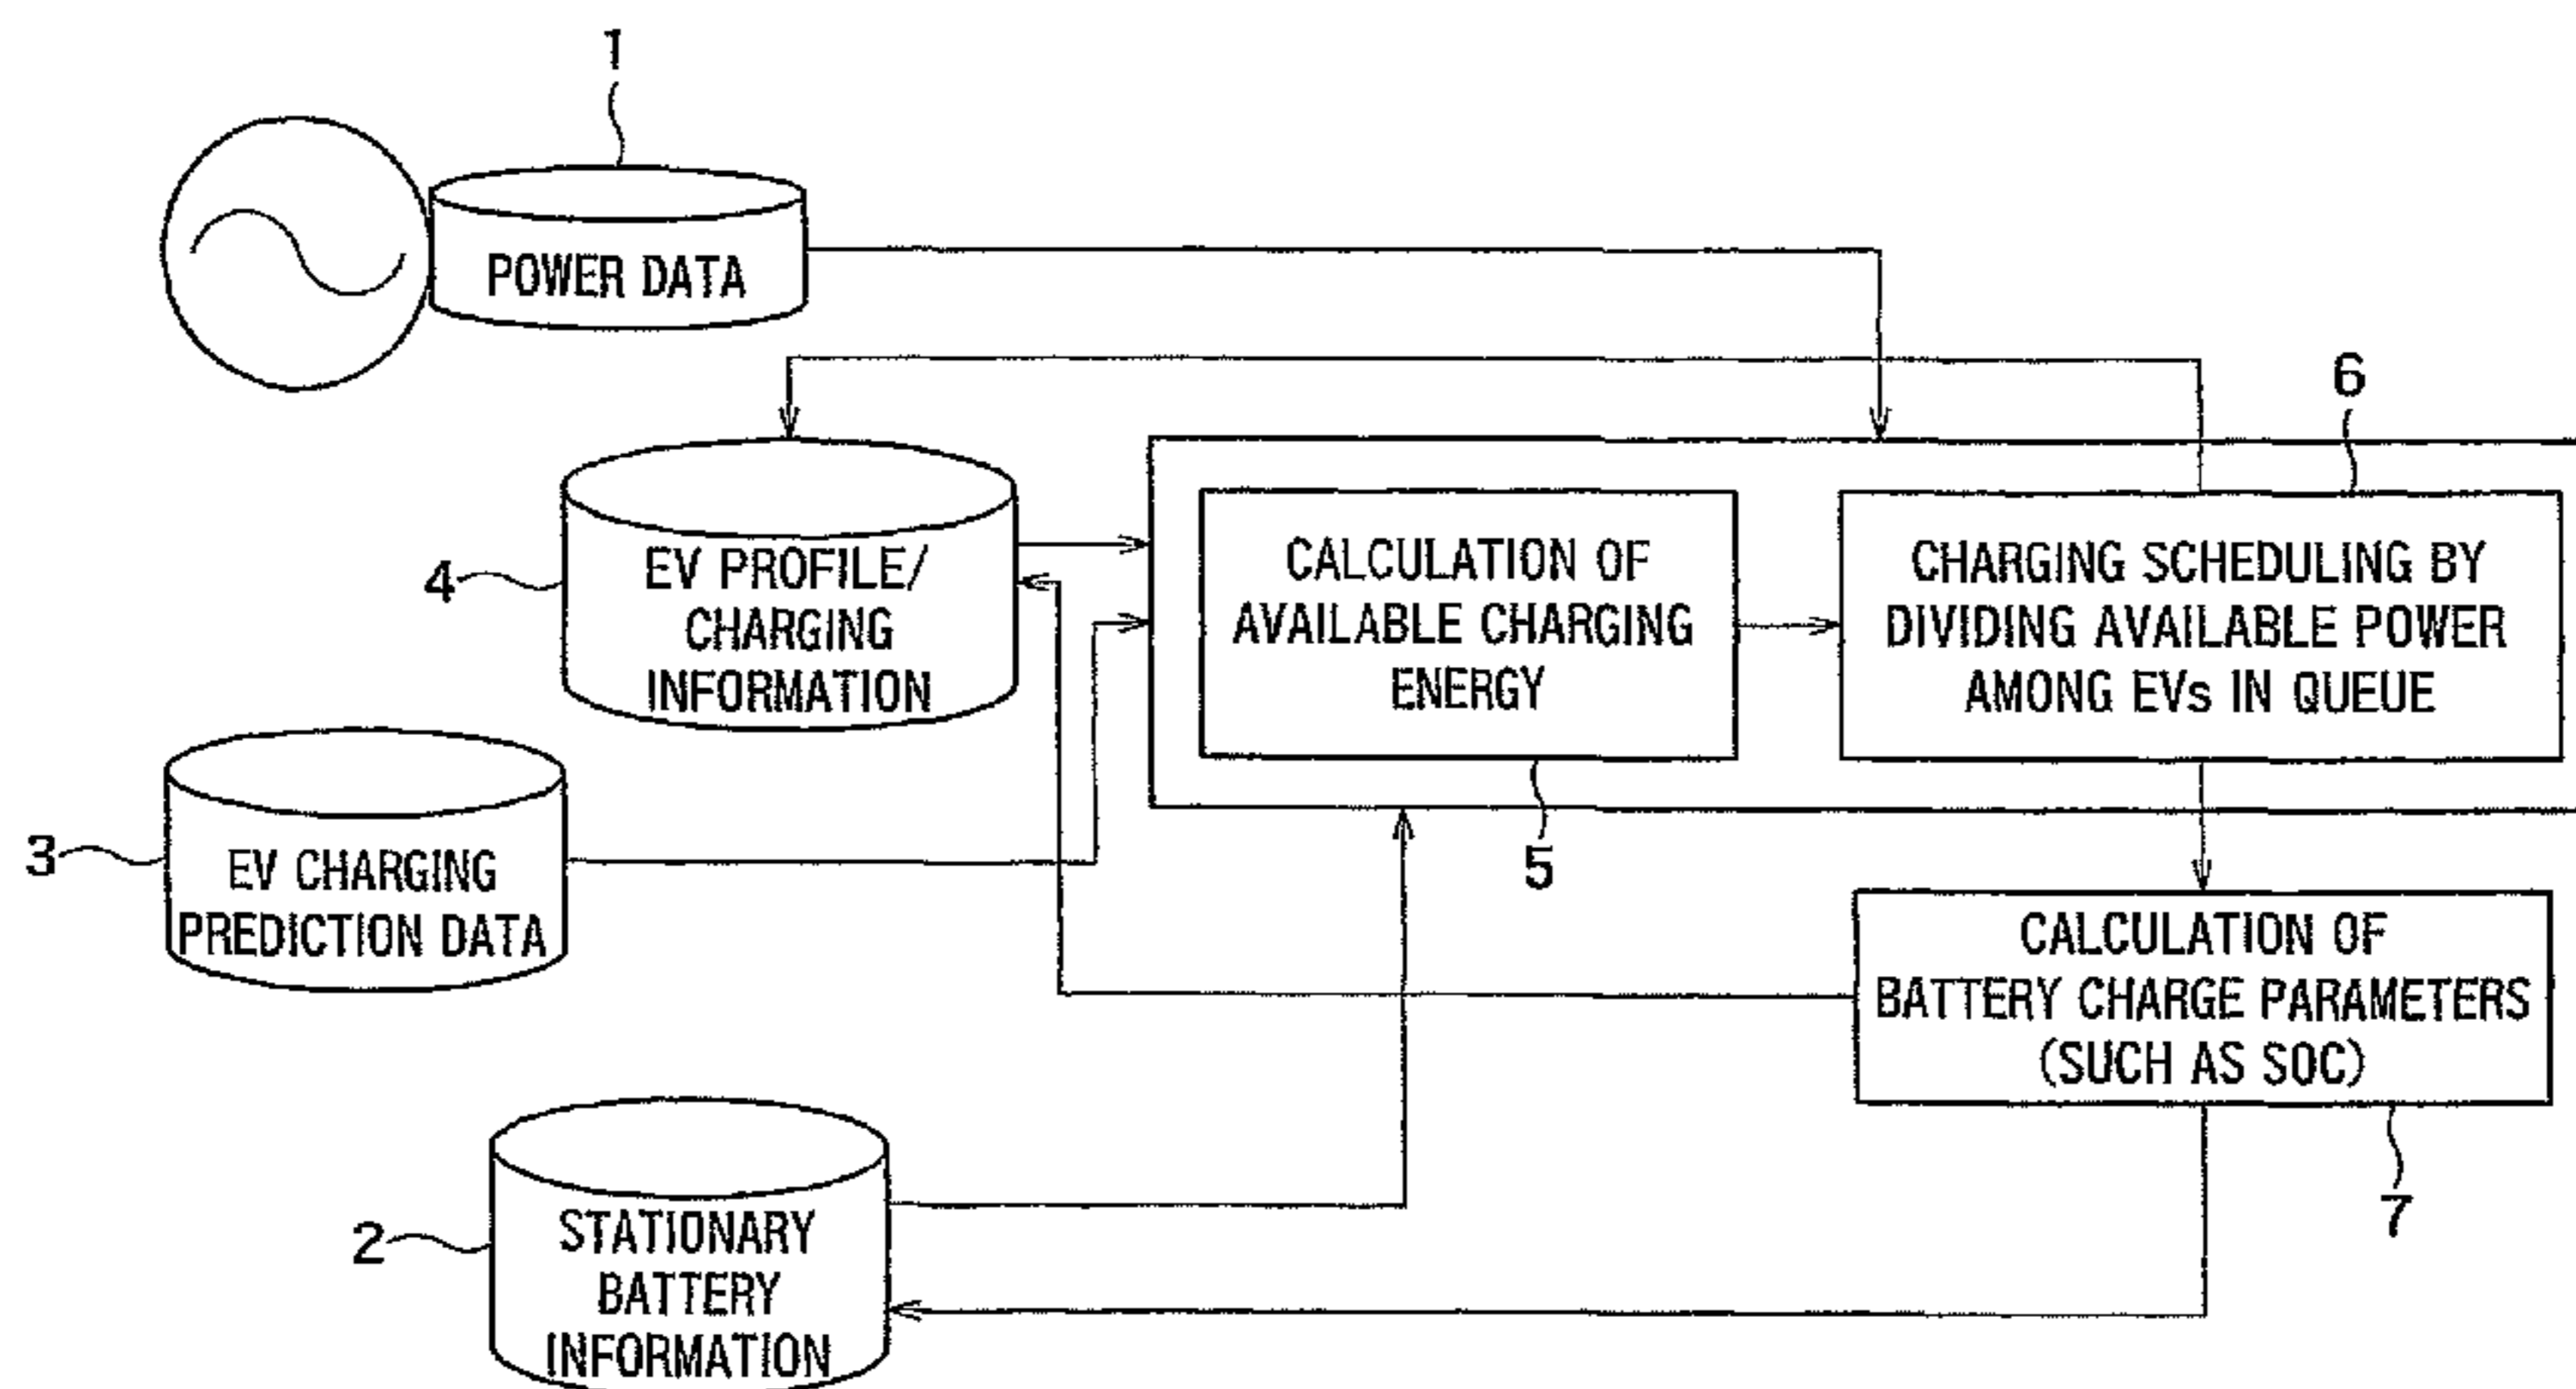 1
POWER DATA
6
4
EV PROFILE/
CHARGING
INFORMATION
CALCULATION OF
AVAILABLE CHARGING
ENERGY
CHARGING SCHEDULING BY
DIVIDING AVAILABLE POWER
AMONG EVs IN QUEUE
3
EV CHARGING
PREDICTION DATA
5
CALCULATION OF
BATTERY CHARGE PARAMETERS
(SUCH AS SOC)
2
STATIONARY
BATTERY
INFORMATION
7